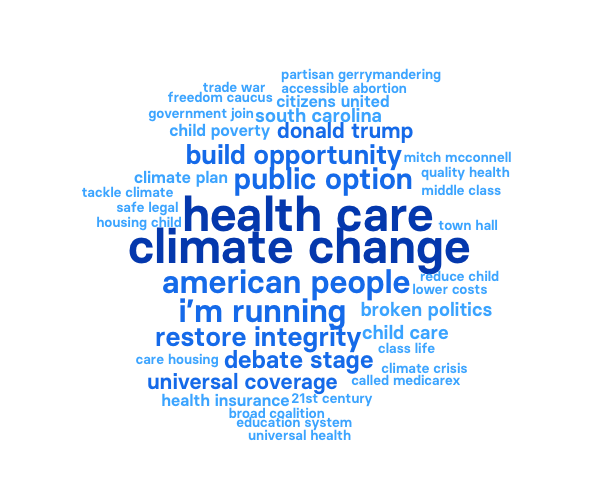 partisan gerrymandering
trade war accessible abortion
freedom caucus citizens united
government join south carolina
child poverty donald trump
build opportunity mitch mcconnell
climate plan public option quality health
tackle climate middle class
safe legal health care
housing child town hall
climate change
american people reduce child
lower costs
i'm running broken politics
restore integrity child care
class life
care housing debate stage climate crisis
universal coverage called medicarex
health insurance 21st century
broad coalition
education system
universal health